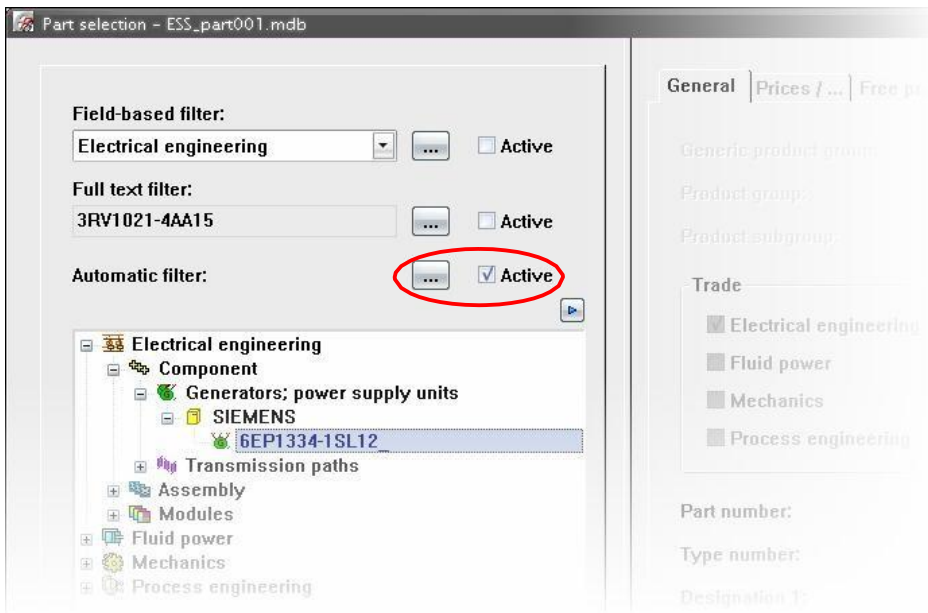 Part selection - ESS_part001.mdb
Field-based filter:
Electrical engineering
...
Active
Full text filter:
3RV1021-4AA15
...
Active
Automatic filter:
...
Active
Electrical engineering
Component
Generators; power supply units
SIEMENS
6EP1334-1SL12_
Transmission paths
Assembly
Modules
Fluid power
Mechanics
Process engineering
General
Prices / ...
Free
Generic product group:
Product group:
Product subgroup:
Trade
Electrical engineering
Fluid power
Mechanics
Process engineering
Part number:
Type number:
Designation 1: